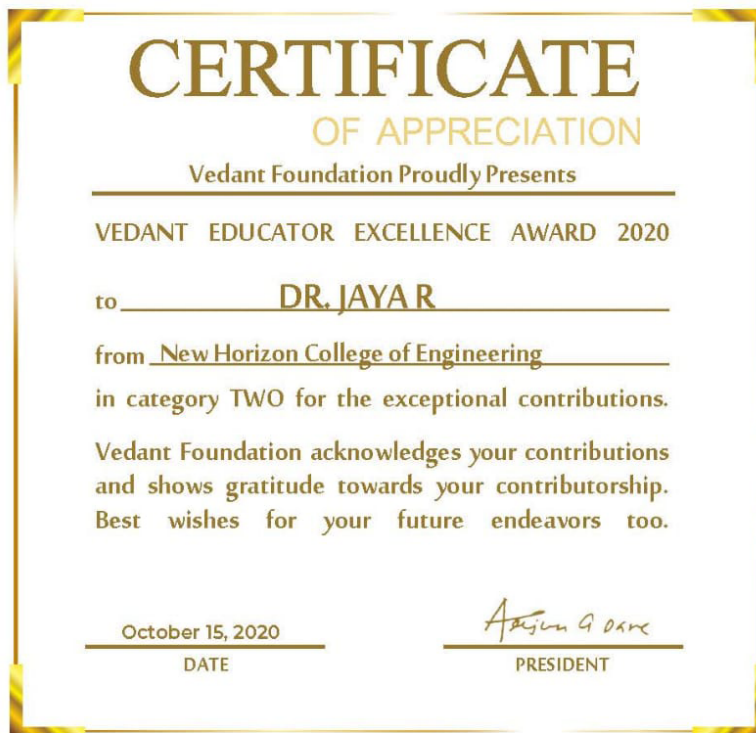 CERTIFICATE
OF APPRECIATION
Vedant Foundation Proudly Presents
VEDANT EDUCATOR EXCELLENCE AWARD 2020
to DR. JAYA R
from New Horizon College of Engineering
in category TWO for the exceptional contributions.
Vedant Foundation acknowledges your contributions
and shows gratitude towards your contributorship.
Best wishes for your future endeavors too.
October 15, 2020
DATE
PRESIDENT